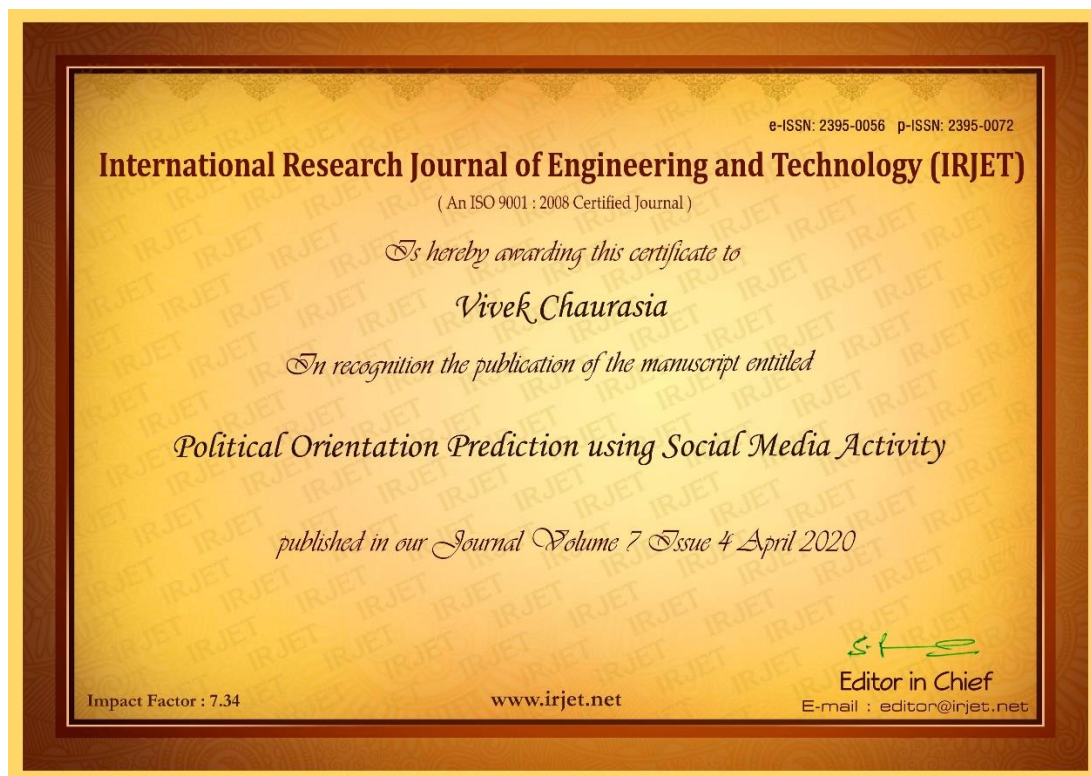 e-ISSN: 2395-0056 p-ISSN: 2395-0072
International Research Journal of Engineering and Technology (IRJET)
( An ISO 9001 : 2008 Certified Journal )
Is hereby awarding this certificate to
Vivek Chaurasia
In recognition the publication of the manuscript entitled
Political Orientation Prediction using Social Media Activity
published in our Journal Volume 7 Issue 4 April 2020
Editor in Chief
Impact Factor : 7.34
www.irjet.net
E-mail : editor@irjet.net